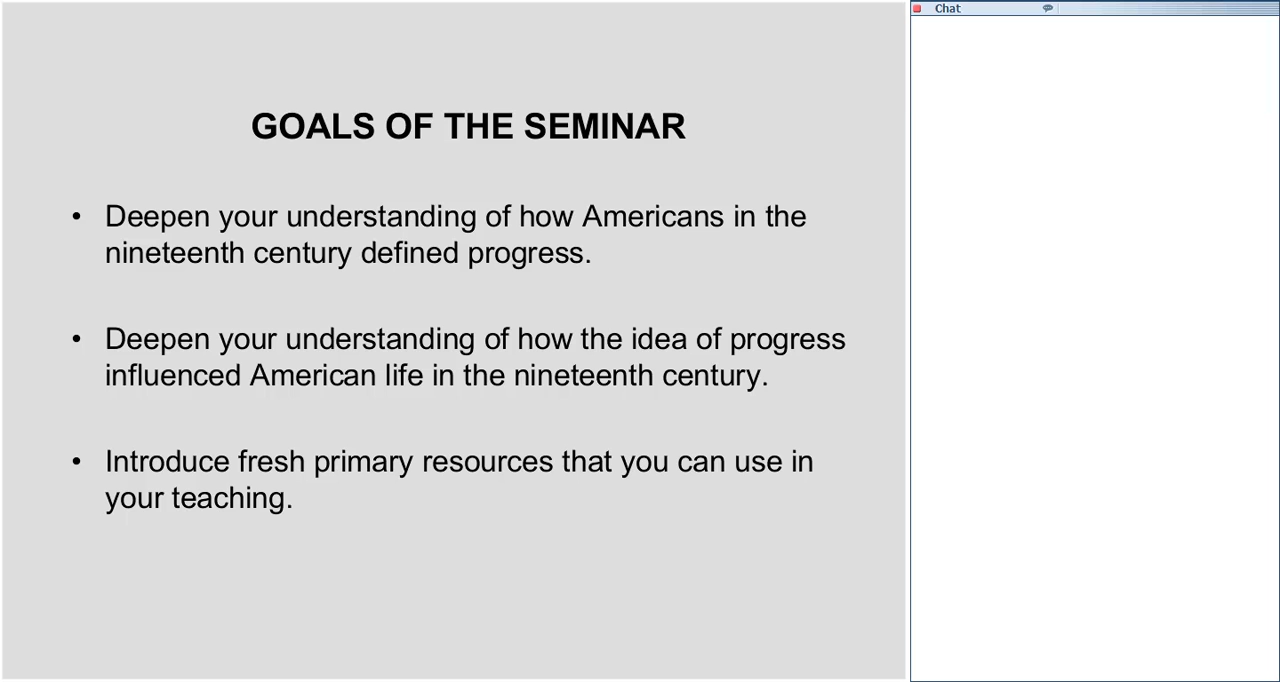 GOALS OF THE SEMINAR
• Deepen your understanding of how Americans in the
nineteenth century defined progress.
• Deepen your understanding of how the idea of progress
influenced American life in the nineteenth century.
• Introduce fresh primary resources that you can use in
your teaching.
Chat